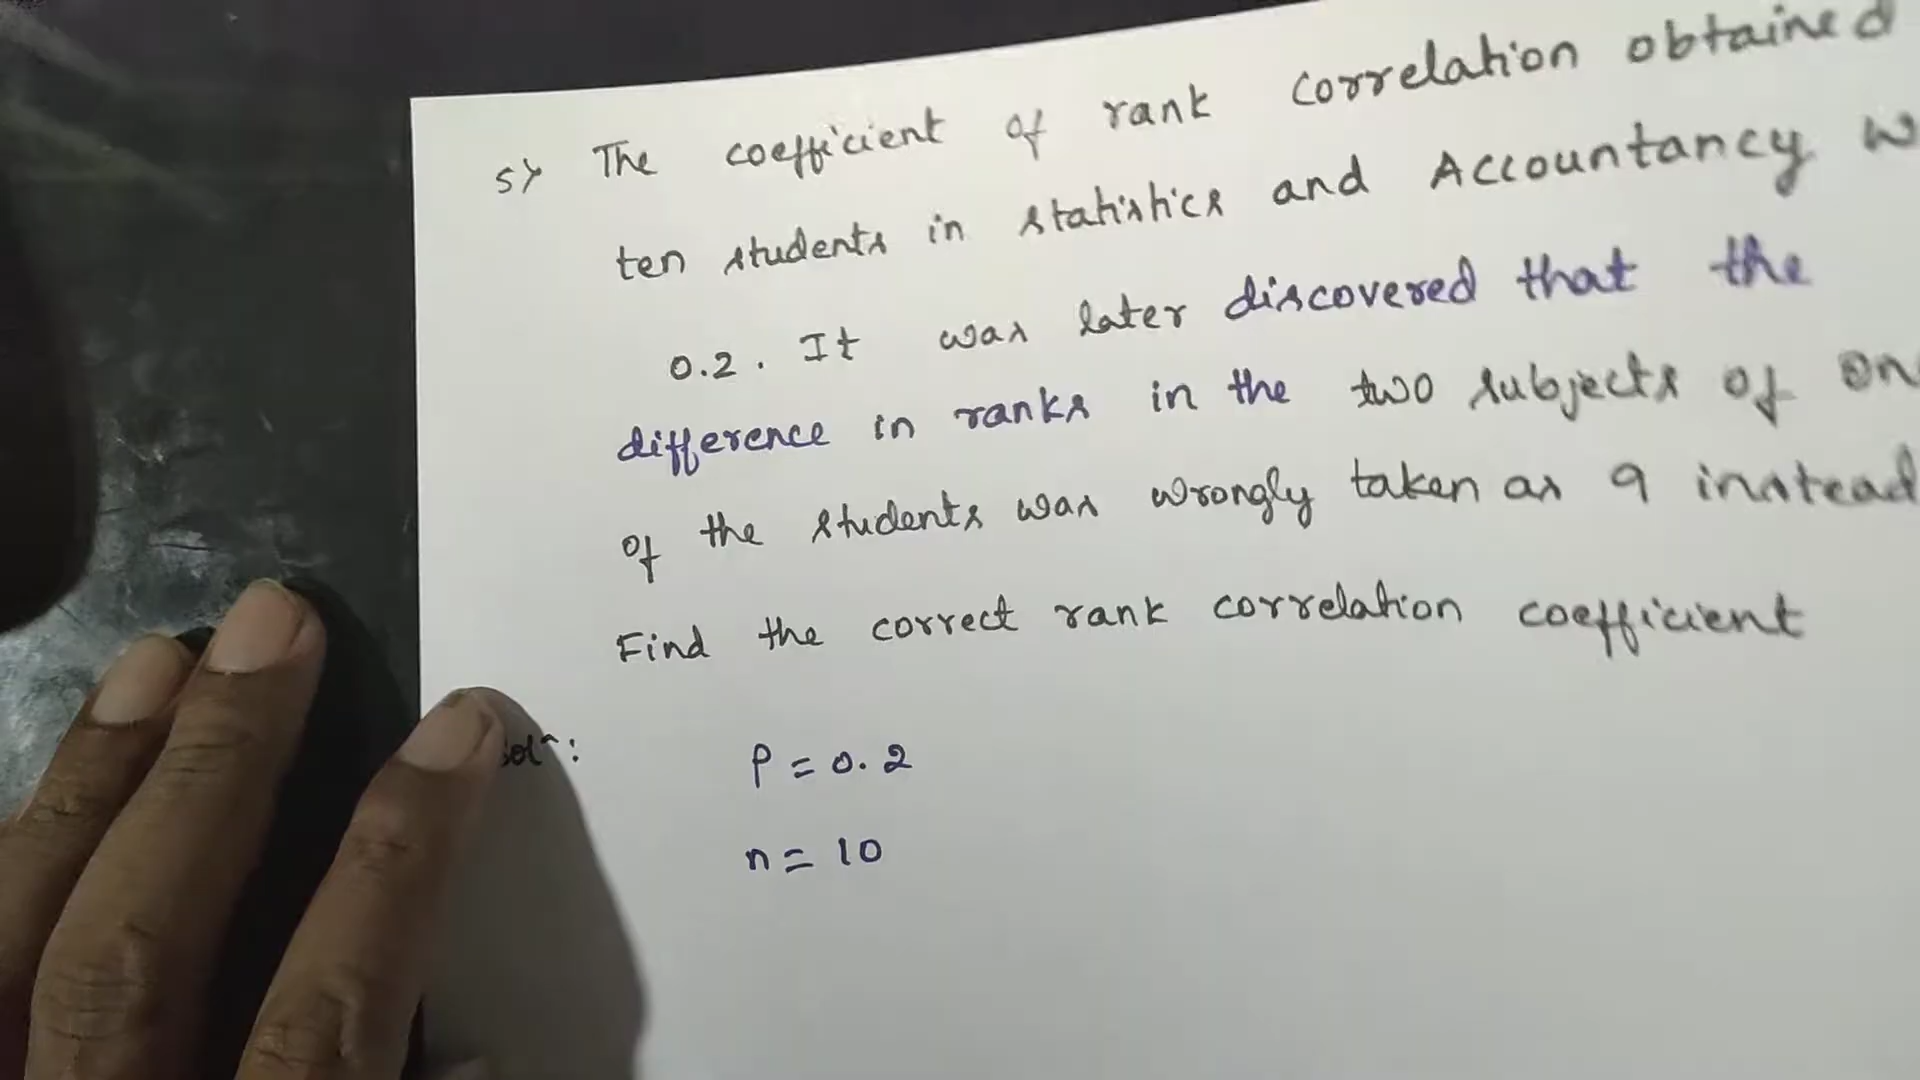 5) The coefficient of rank correlation obtained
ten students in statistics and Accountancy w
0.2. It was later discovered that the
difference in ranks in the two subjects of on
of the students was wrongly taken as 9 instead
Find the correct rank correlation coefficient
Solⁿ:
ρ = 0.2
n = 10